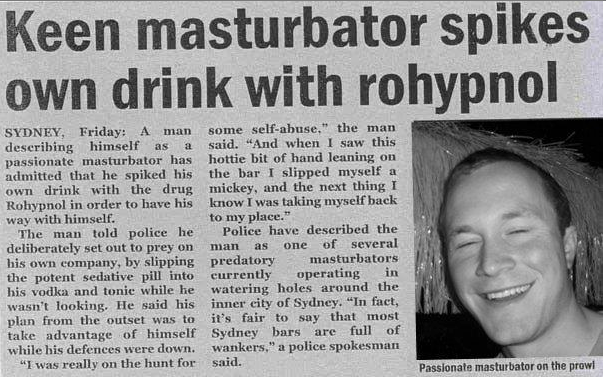 Keen masturbator spikes
own drink with rohypnol
SYDNEY, Friday: A man
describing himself as a
passionate masturbator has
admitted that he spiked his
own drink with the drug
Rohypnol in order to have his
way with himself.
The man told police he
deliberately set out to prey on
his own company, by slipping
the potent sedative pill into
his vodka and tonic while he
wasn't looking. He said his
plan from the outset was to
take advantage of himself
while his defences were down.
"I was really on the hunt for
some self-abuse," the man
said. "And when I saw this
hottie bit of hand leaning on
the bar I slipped myself a
mickey, and the next thing I
know I was taking myself back
to my place."
Police have described the
man as one of several
predatory masturbators
currently operating in
watering holes around the
inner city of Sydney. "In fact,
it's fair to say that most
Sydney bars are full of
wankers," a police spokesman
said.
Passionate masturbator on the prowl